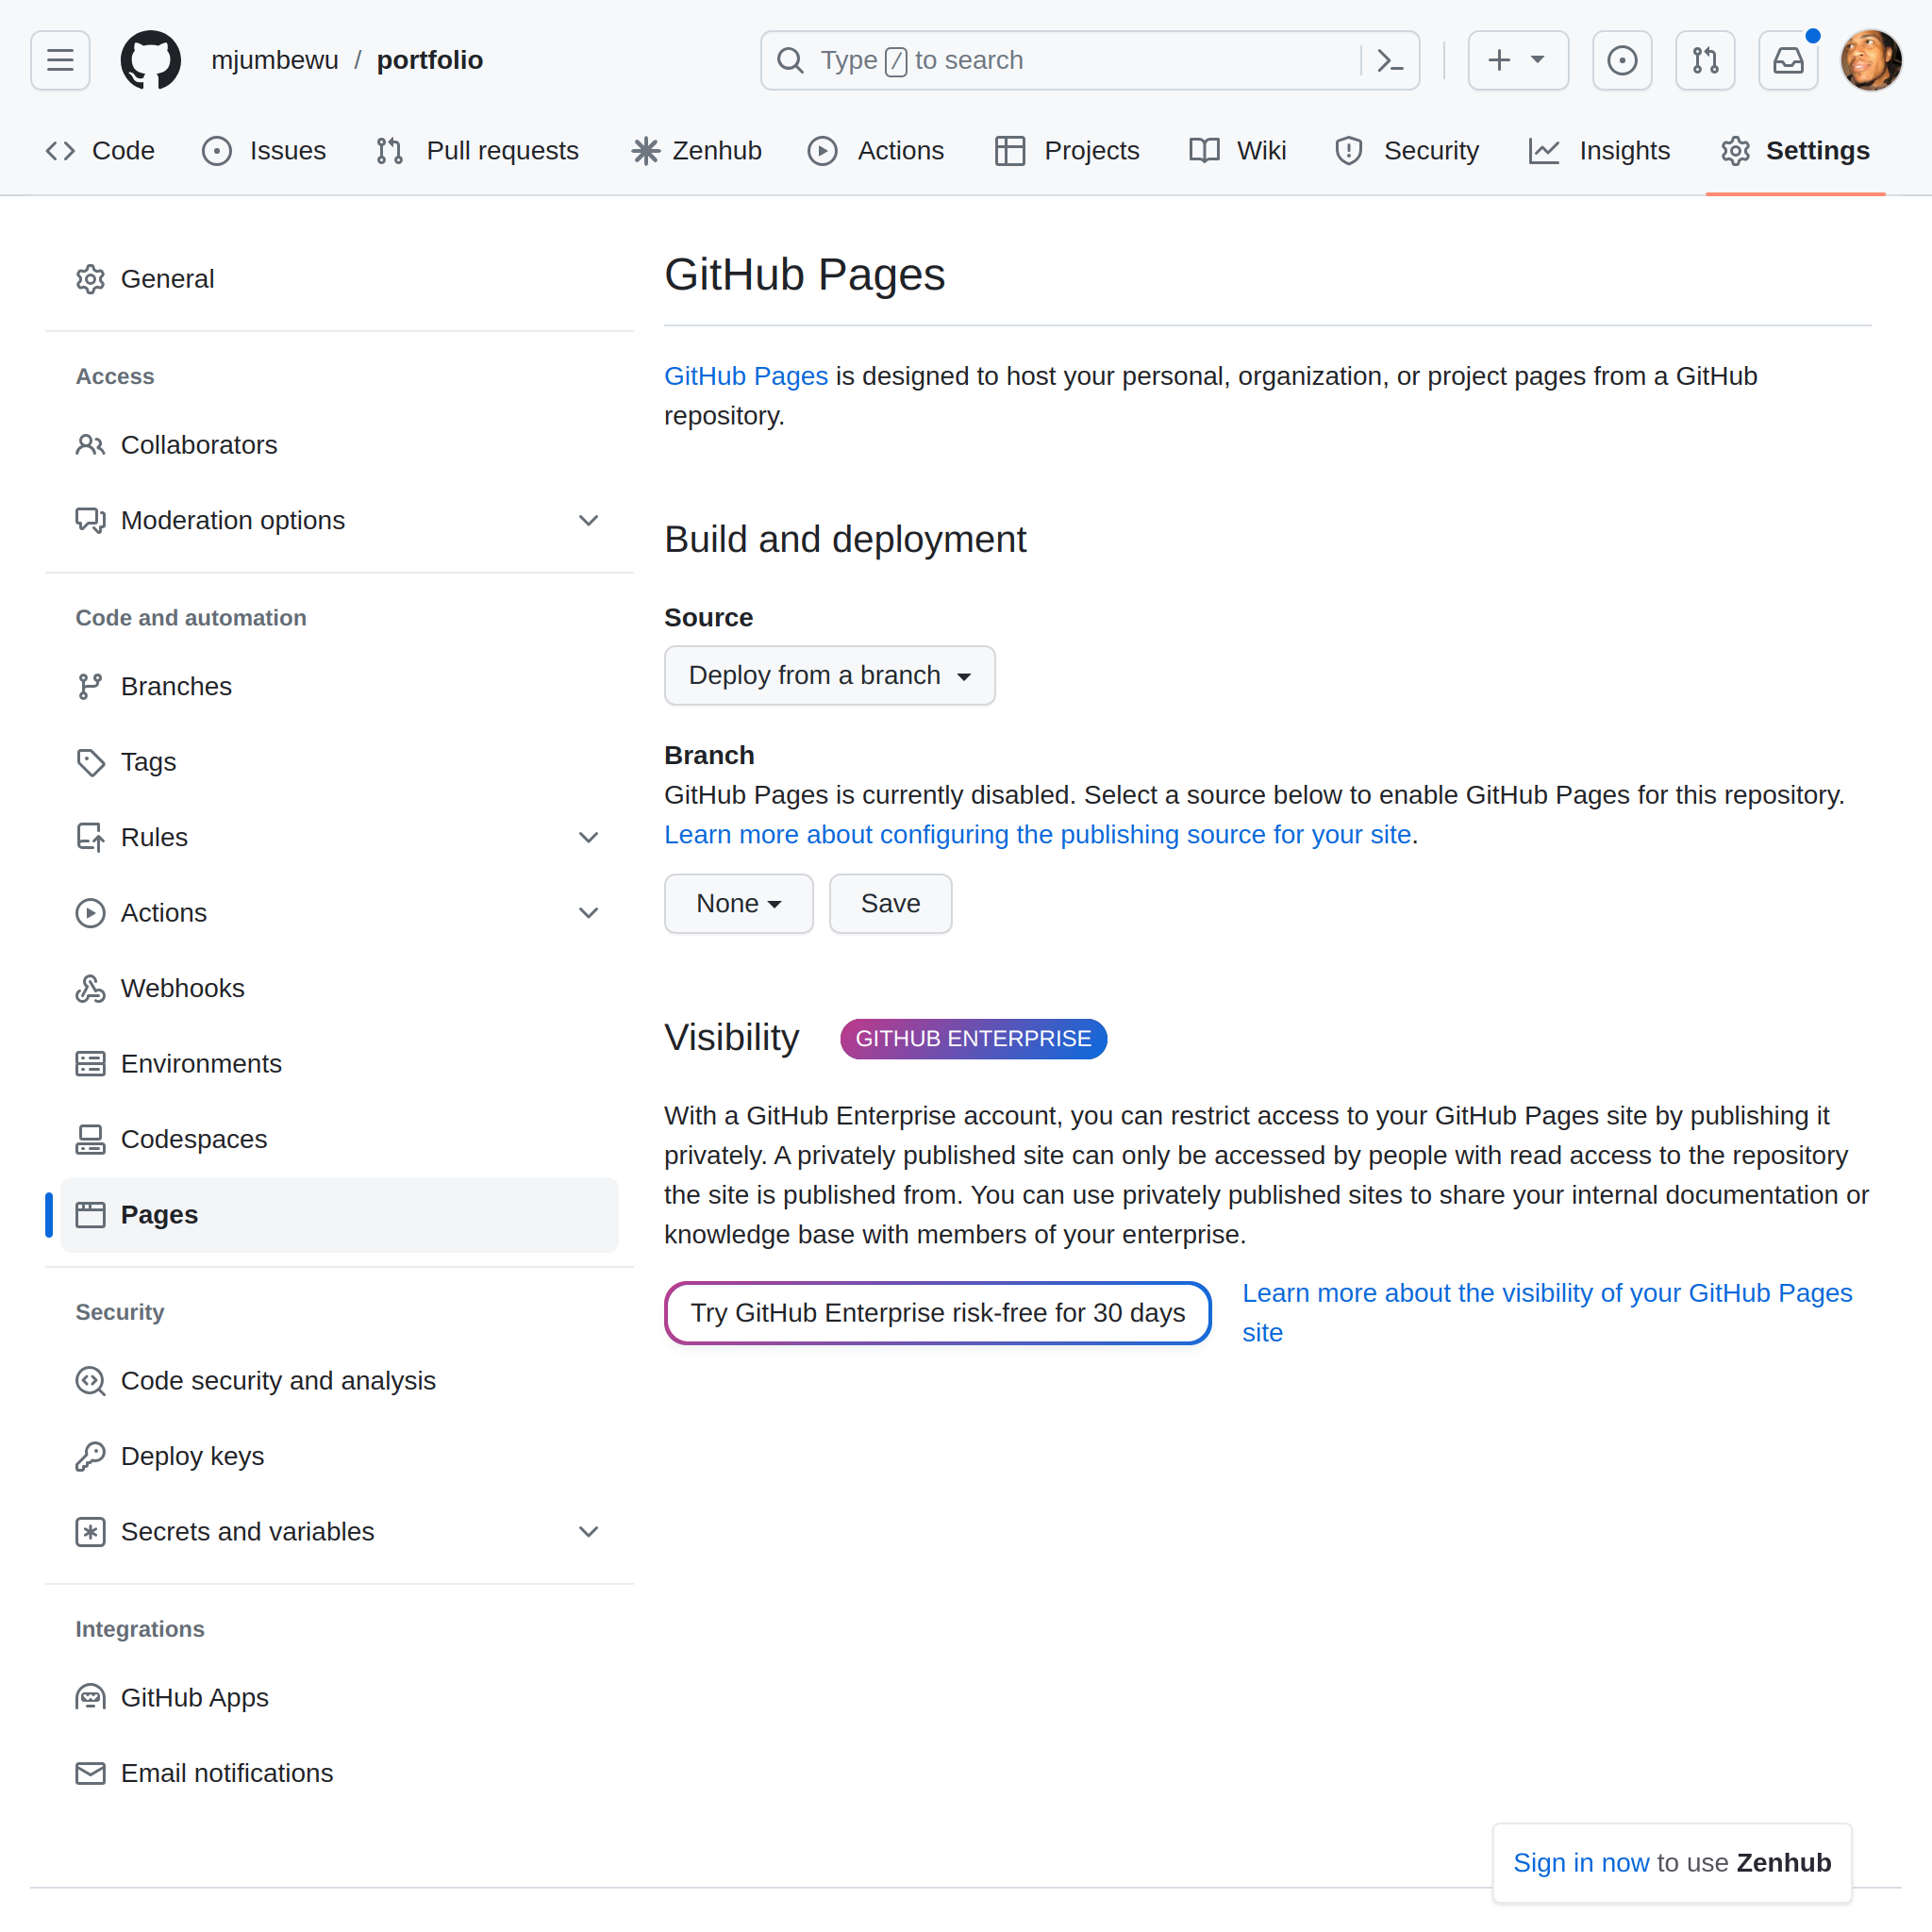 mjumbewu / portfolio
Type / to search
Code
Issues
Pull requests
Zenhub
Actions
Projects
Wiki
Security
Insights
Settings
General
Access
Collaborators
Moderation options
Code and automation
Branches
Tags
Rules
Actions
Webhooks
Environments
Codespaces
Pages
Security
Code security and analysis
Deploy keys
Secrets and variables
Integrations
GitHub Apps
Email notifications
GitHub Pages
GitHub Pages is designed to host your personal, organization, or project pages from a GitHub
repository.
Build and deployment
Source
Deploy from a branch
Branch
GitHub Pages is currently disabled. Select a source below to enable GitHub Pages for this repository.
Learn more about configuring the publishing source for your site.
None
Save
Visibility GITHUB ENTERPRISE
With a GitHub Enterprise account, you can restrict access to your GitHub Pages site by publishing it
privately. A privately published site can only be accessed by people with read access to the repository
the site is published from. You can use privately published sites to share your internal documentation or
knowledge base with members of your enterprise.
Try GitHub Enterprise risk-free for 30 days
Learn more about the visibility of your GitHub Pages
site
Sign in now to use Zenhub